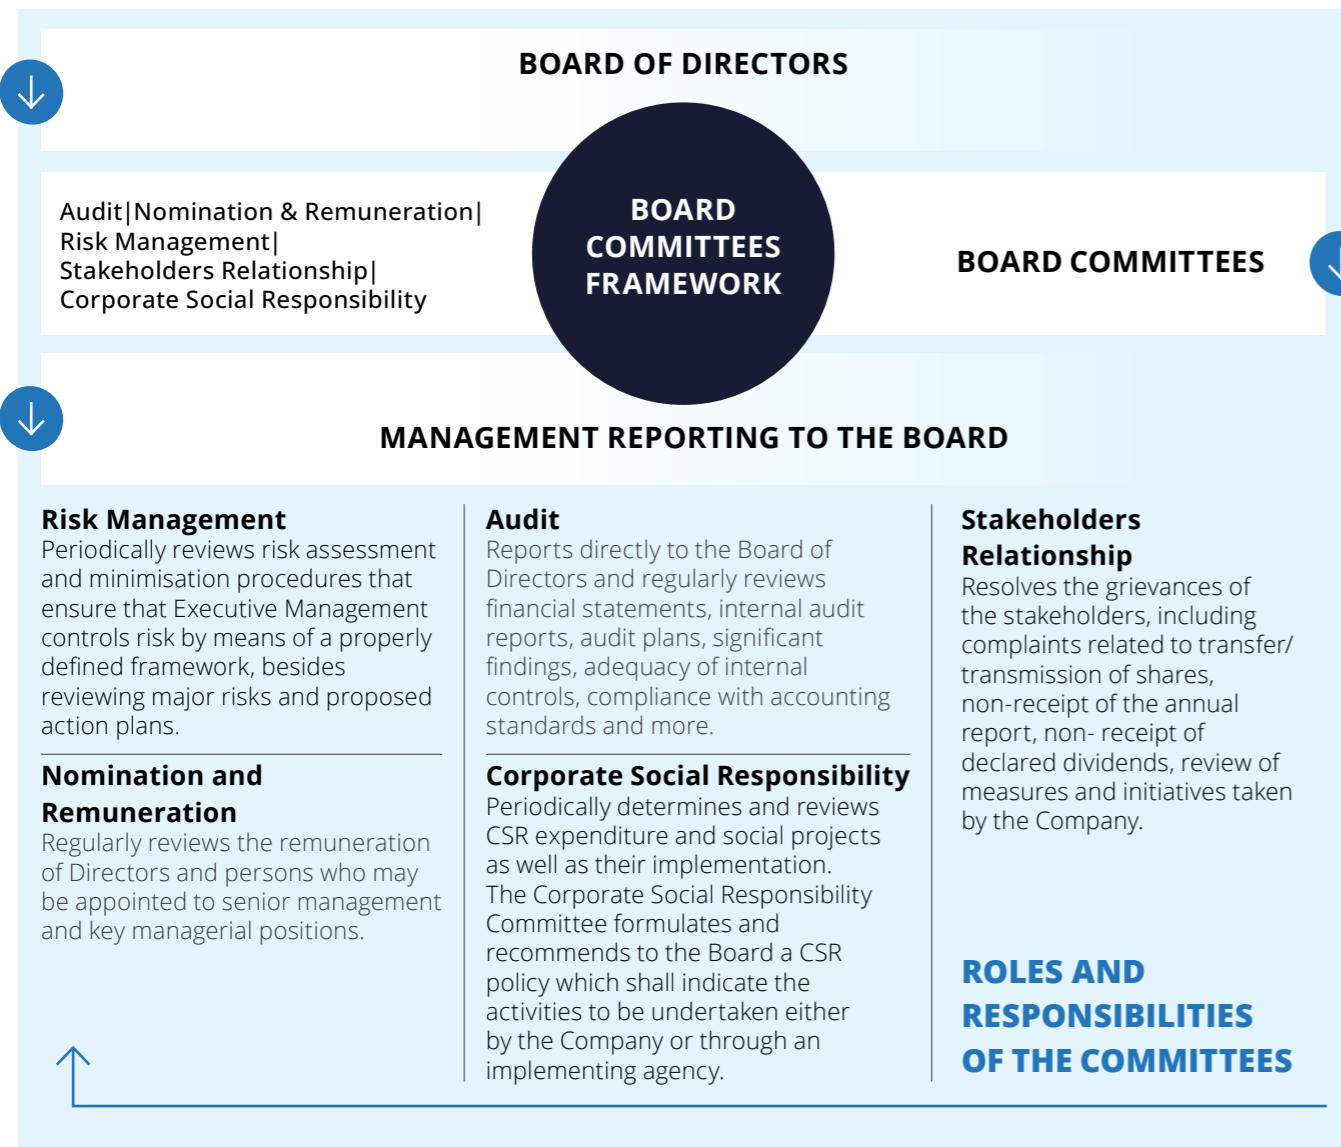 BOARD OF DIRECTORS
Audit|Nomination & Remuneration|
Risk Management|
Stakeholders Relationship|
Corporate Social Responsibility
BOARD
COMMITTEES
FRAMEWORK
BOARD COMMITTEES
MANAGEMENT REPORTING TO THE BOARD
Risk Management
Periodically reviews risk assessment
and minimisation procedures that
ensure that Executive Management
controls risk by means of a properly
defined framework, besides
reviewing major risks and proposed
action plans.
Nomination and
Remuneration
Regularly reviews the remuneration
of Directors and persons who may
be appointed to senior management
and key managerial positions.
Audit
Reports directly to the Board of
Directors and regularly reviews
financial statements, internal audit
reports, audit plans, significant
findings, adequacy of internal
controls, compliance with accounting
standards and more.
Corporate Social Responsibility
Periodically determines and reviews
CSR expenditure and social projects
as well as their implementation.
The Corporate Social Responsibility
Committee formulates and
recommends to the Board a CSR
policy which shall indicate the
activities to be undertaken either
by the Company or through an
implementing agency.
Stakeholders
Relationship
Resolves the grievances of
the stakeholders, including
complaints related to transfer/
transmission of shares,
non-receipt of the annual
report, non- receipt of
declared dividends, review of
measures and initiatives taken
by the Company.
ROLES AND
RESPONSIBILITIES
OF THE COMMITTEES